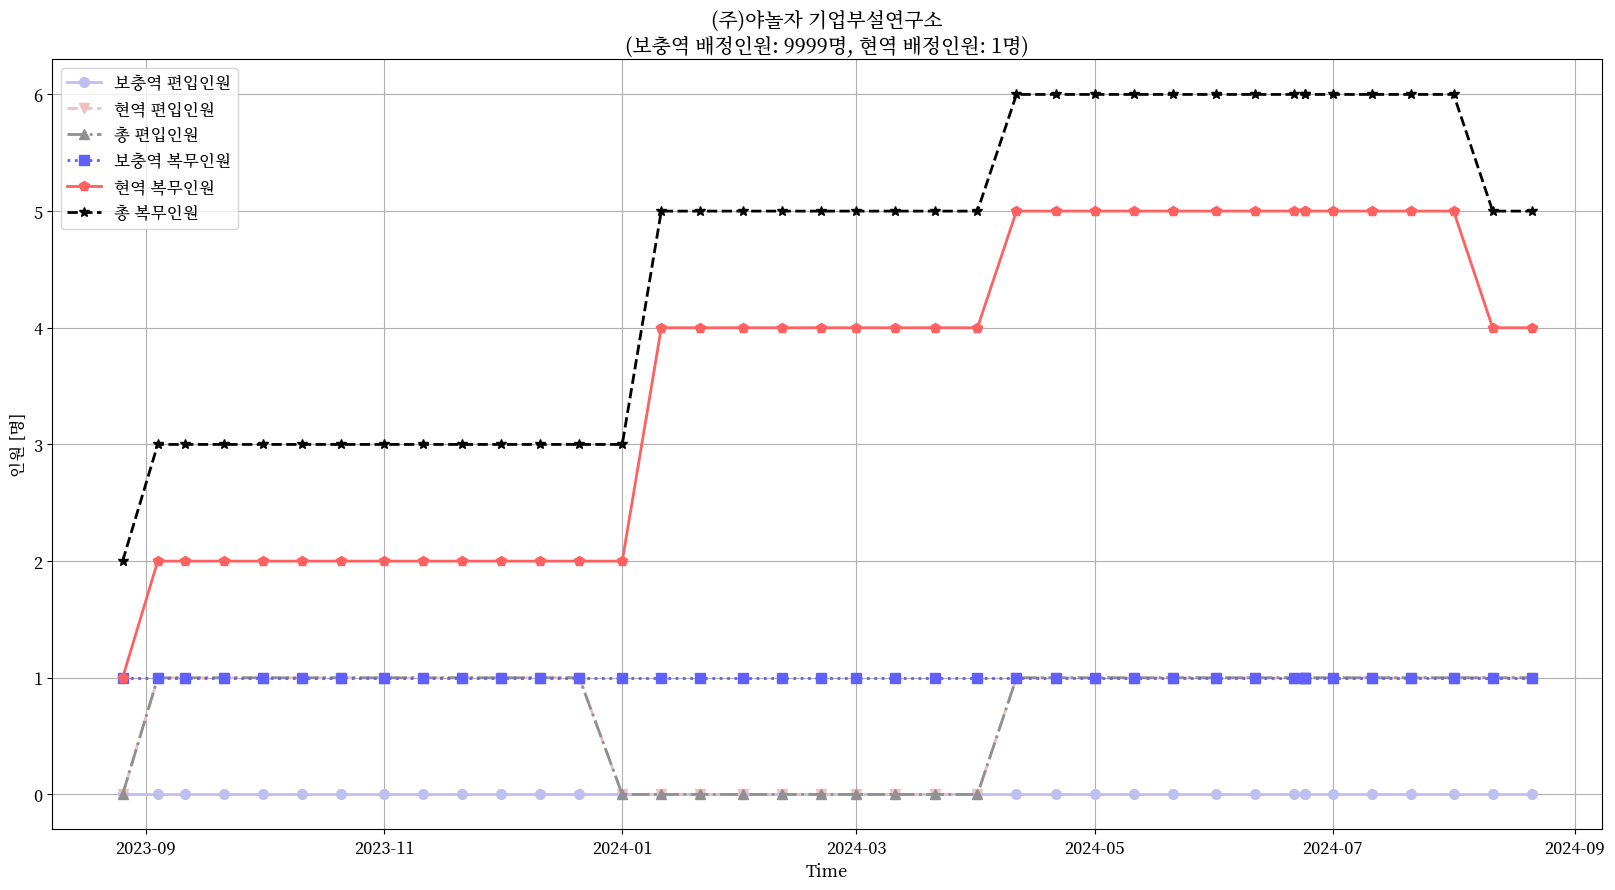 (주)야놀자 기업부설연구소
(보충역 배정인원: 9999명, 현역 배정인원: 1명)
보충역 편입인원
현역 편입인원
총 편입인원
보충역 복무인원
현역 복무인원
총 복무인원
인원 [명]
6
5
4
3
2
1
0
2023-09
2023-11
2024-01
2024-03
2024-05
2024-07
2024-09
Time